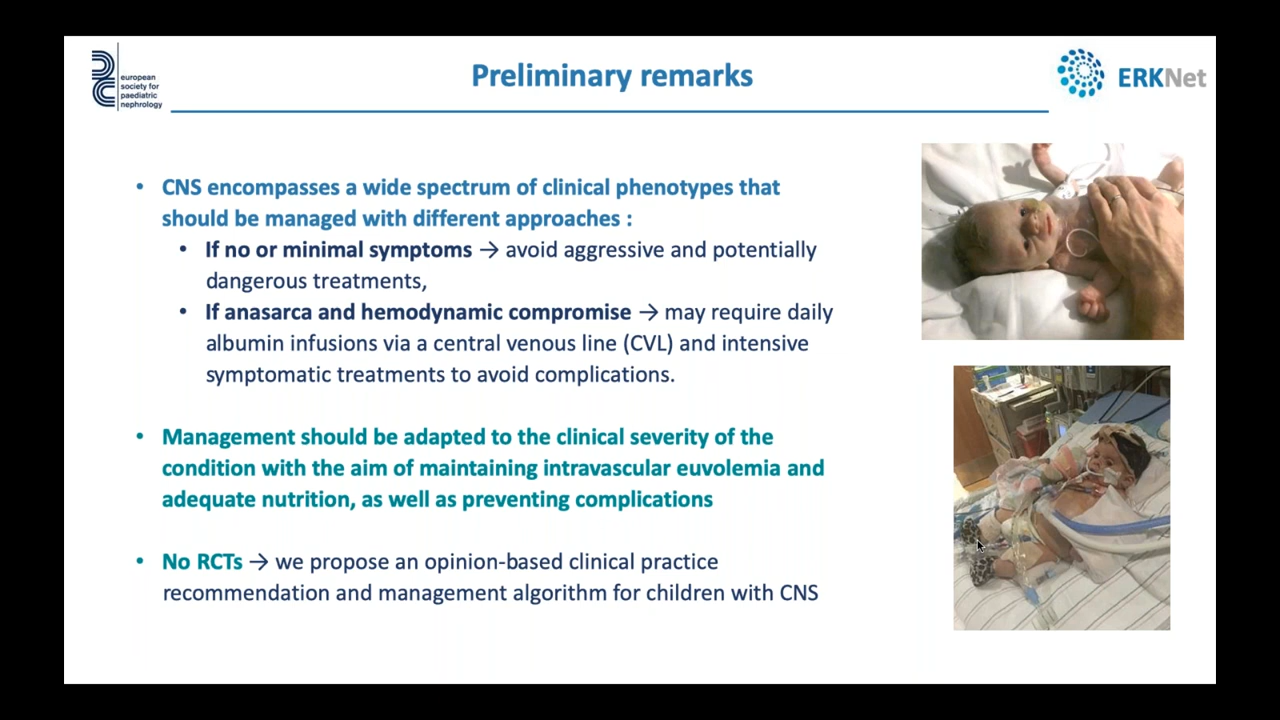 european
society for
paediatric
nephrology
Preliminary remarks
ERKNet
• CNS encompasses a wide spectrum of clinical phenotypes that
should be managed with different approaches :
• If no or minimal symptoms → avoid aggressive and potentially
dangerous treatments,
• If anasarca and hemodynamic compromise → may require daily
albumin infusions via a central venous line (CVL) and intensive
symptomatic treatments to avoid complications.
• Management should be adapted to the clinical severity of the
condition with the aim of maintaining intravascular euvolemia and
adequate nutrition, as well as preventing complications
• No RCTs → we propose an opinion-based clinical practice
recommendation and management algorithm for children with CNS